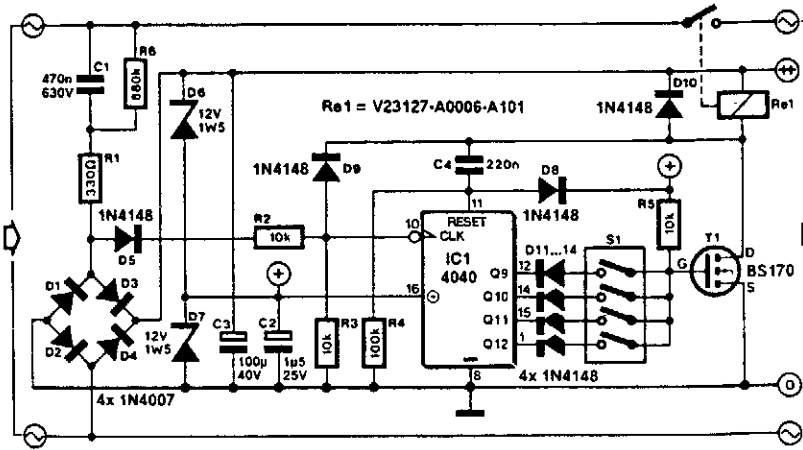 R6
680k
C1
470n
630V
D6
12V
1W5
D10
1N4148
++
Re1
Re1 = V23127-A0006-A101
R1
330Ω
1N4148
D9
C4
220n
D8
1N4148
+
R5
10k
1N4148
D5
R2
10k
10
11
RESET
CLK
IC1
4040
D11...14
S1
T1
D
G
S
BS170
+
16
+
Q9
12
Q10
14
Q11
15
Q12
1
D1
D3
D2
D4
12V
1W5
D7
C3
100µ
40V
C2
1µ5
25V
R3
10k
R4
100k
8
4x 1N4148
4x 1N4007
0